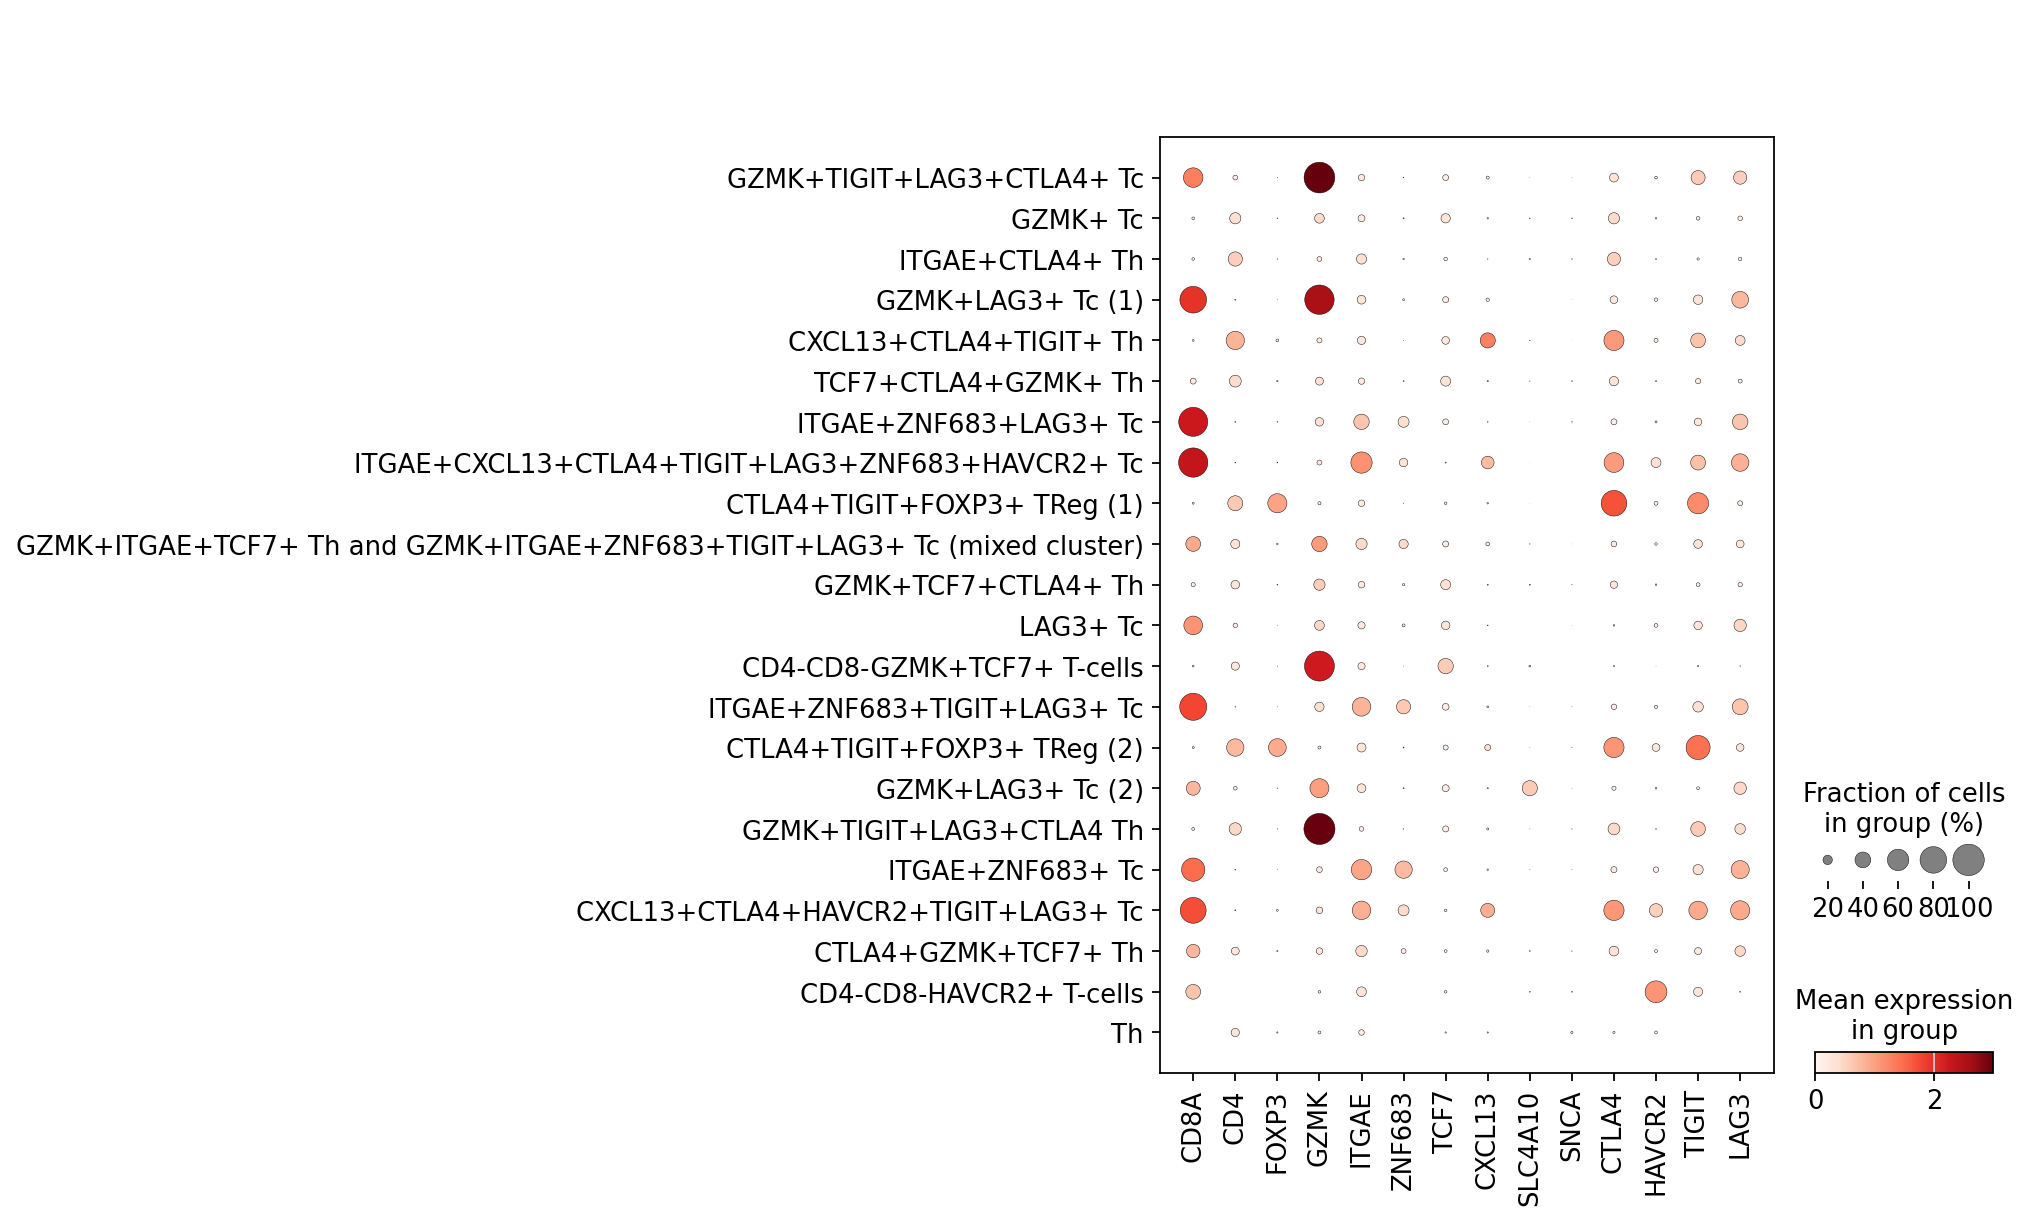 GZMK+TIGIT+LAG3+CTLA4+ Tc
GZMK+ Tc
ITGAE+CTLA4+ Th
GZMK+LAG3+ Tc (1)
CXCL13+CTLA4+TIGIT+ Th
TCF7+CTLA4+GZMK+ Th
ITGAE+ZNF683+LAG3+ Tc
ITGAE+CXCL13+CTLA4+TIGIT+LAG3+ZNF683+HAVCR2+ Tc
CTLA4+TIGIT+FOXP3+ TReg (1)
GZMK+ITGAE+TCF7+ Th and GZMK+ITGAE+ZNF683+TIGIT+LAG3+ Tc (mixed cluster)
GZMK+TCF7+CTLA4+ Th
LAG3+ Tc
CD4-CD8-GZMK+TCF7+ T-cells
ITGAE+ZNF683+TIGIT+LAG3+ Tc
CTLA4+TIGIT+FOXP3+ TReg (2)
GZMK+LAG3+ Tc (2)
GZMK+TIGIT+LAG3+CTLA4 Th
ITGAE+ZNF683+ Tc
CXCL13+CTLA4+HAVCR2+TIGIT+LAG3+ Tc
CTLA4+GZMK+TCF7+ Th
CD4-CD8-HAVCR2+ T-cells
Th
CD8A
CD4
FOXP3
GZMK
ITGAE
ZNF683
TCF7
CXCL13
SLC4A10
SNCA
CTLA4
HAVCR2
TIGIT
LAG3
Fraction of cells
in group (%)
20 40 60 80 100
Mean expression
in group
0 2